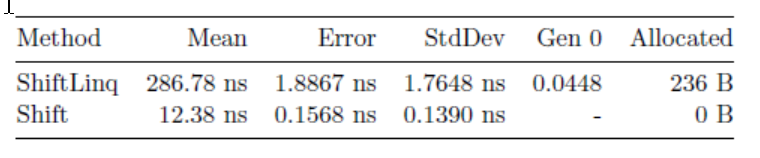 Method Mean Error StdDev Gen 0 Allocated
ShiftLinq 286.78 ns 1.8867 ns 1.7648 ns 0.0448 236 B
Shift 12.38 ns 0.1568 ns 0.1390 ns - 0 B